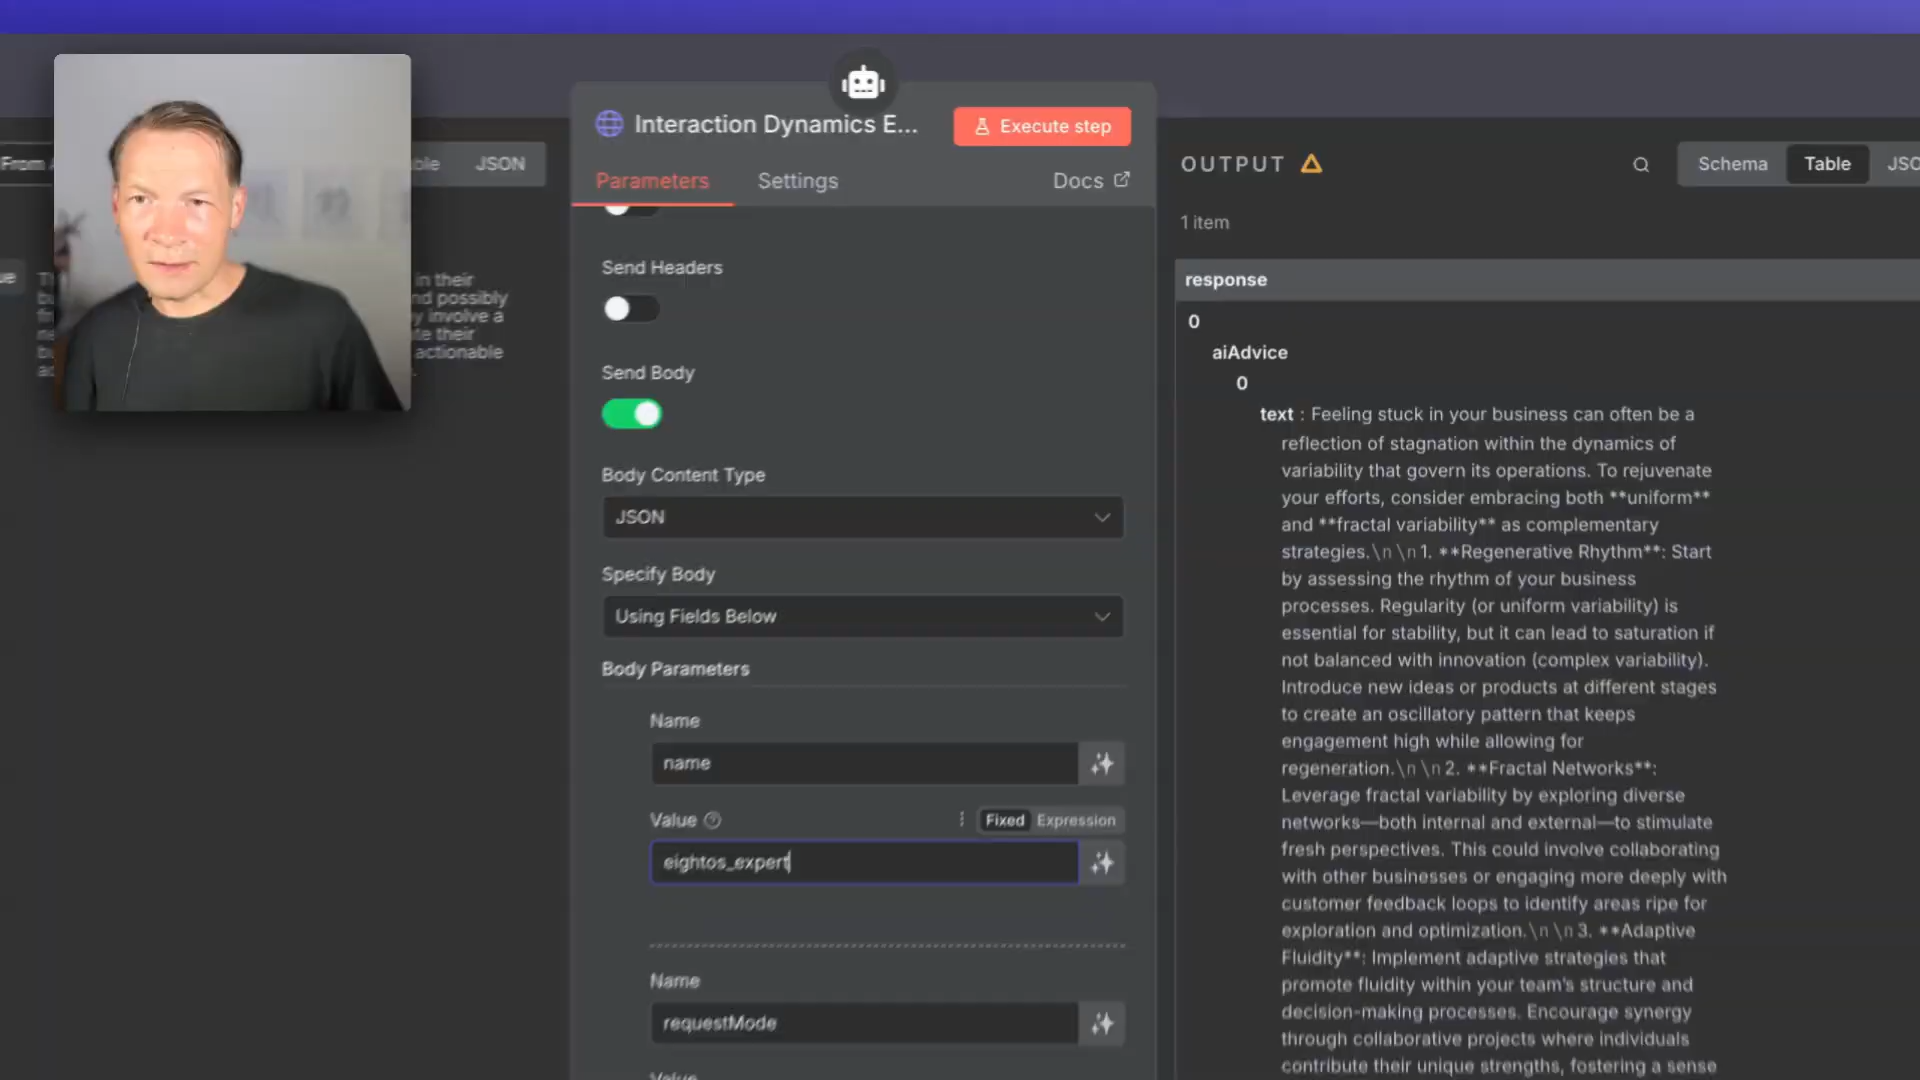 Interaction Dynamics E...
Execute step
From
JSON
Parameters
Settings
Docs
in their
nd possibly
involve a
te their
actionable
Send Headers
Send Body
Body Content Type
JSON
Specify Body
Using Fields Below
Body Parameters
Name
name
Value
Fixed
Expression
eightos_expert
Name
requestMode
Value
OUTPUT
Schema
Table
1 item
response
0
aiAdvice
0
text : Feeling stuck in your business can often be a
reflection of stagnation within the dynamics of
variability that govern its operations. To rejuvenate
your efforts, consider embracing both **uniform**
and **fractal variability** as complementary
strategies.\n \n 1. **Regenerative Rhythm**: Start
by assessing the rhythm of your business
processes. Regularity (or uniform variability) is
essential for stability, but it can lead to saturation if
not balanced with innovation (complex variability).
Introduce new ideas or products at different stages
to create an oscillatory pattern that keeps
engagement high while allowing for
regeneration.\n \n 2. **Fractal Networks**:
Leverage fractal variability by exploring diverse
networks—both internal and external—to stimulate
fresh perspectives. This could involve collaborating
with other businesses or engaging more deeply with
customer feedback loops to identify areas ripe for
exploration and optimization.\n \n 3. **Adaptive
Fluidity**: Implement adaptive strategies that
promote fluidity within your team's structure and
decision-making processes. Encourage synergy
through collaborative projects where individuals
contribute their unique strengths, fostering a sense